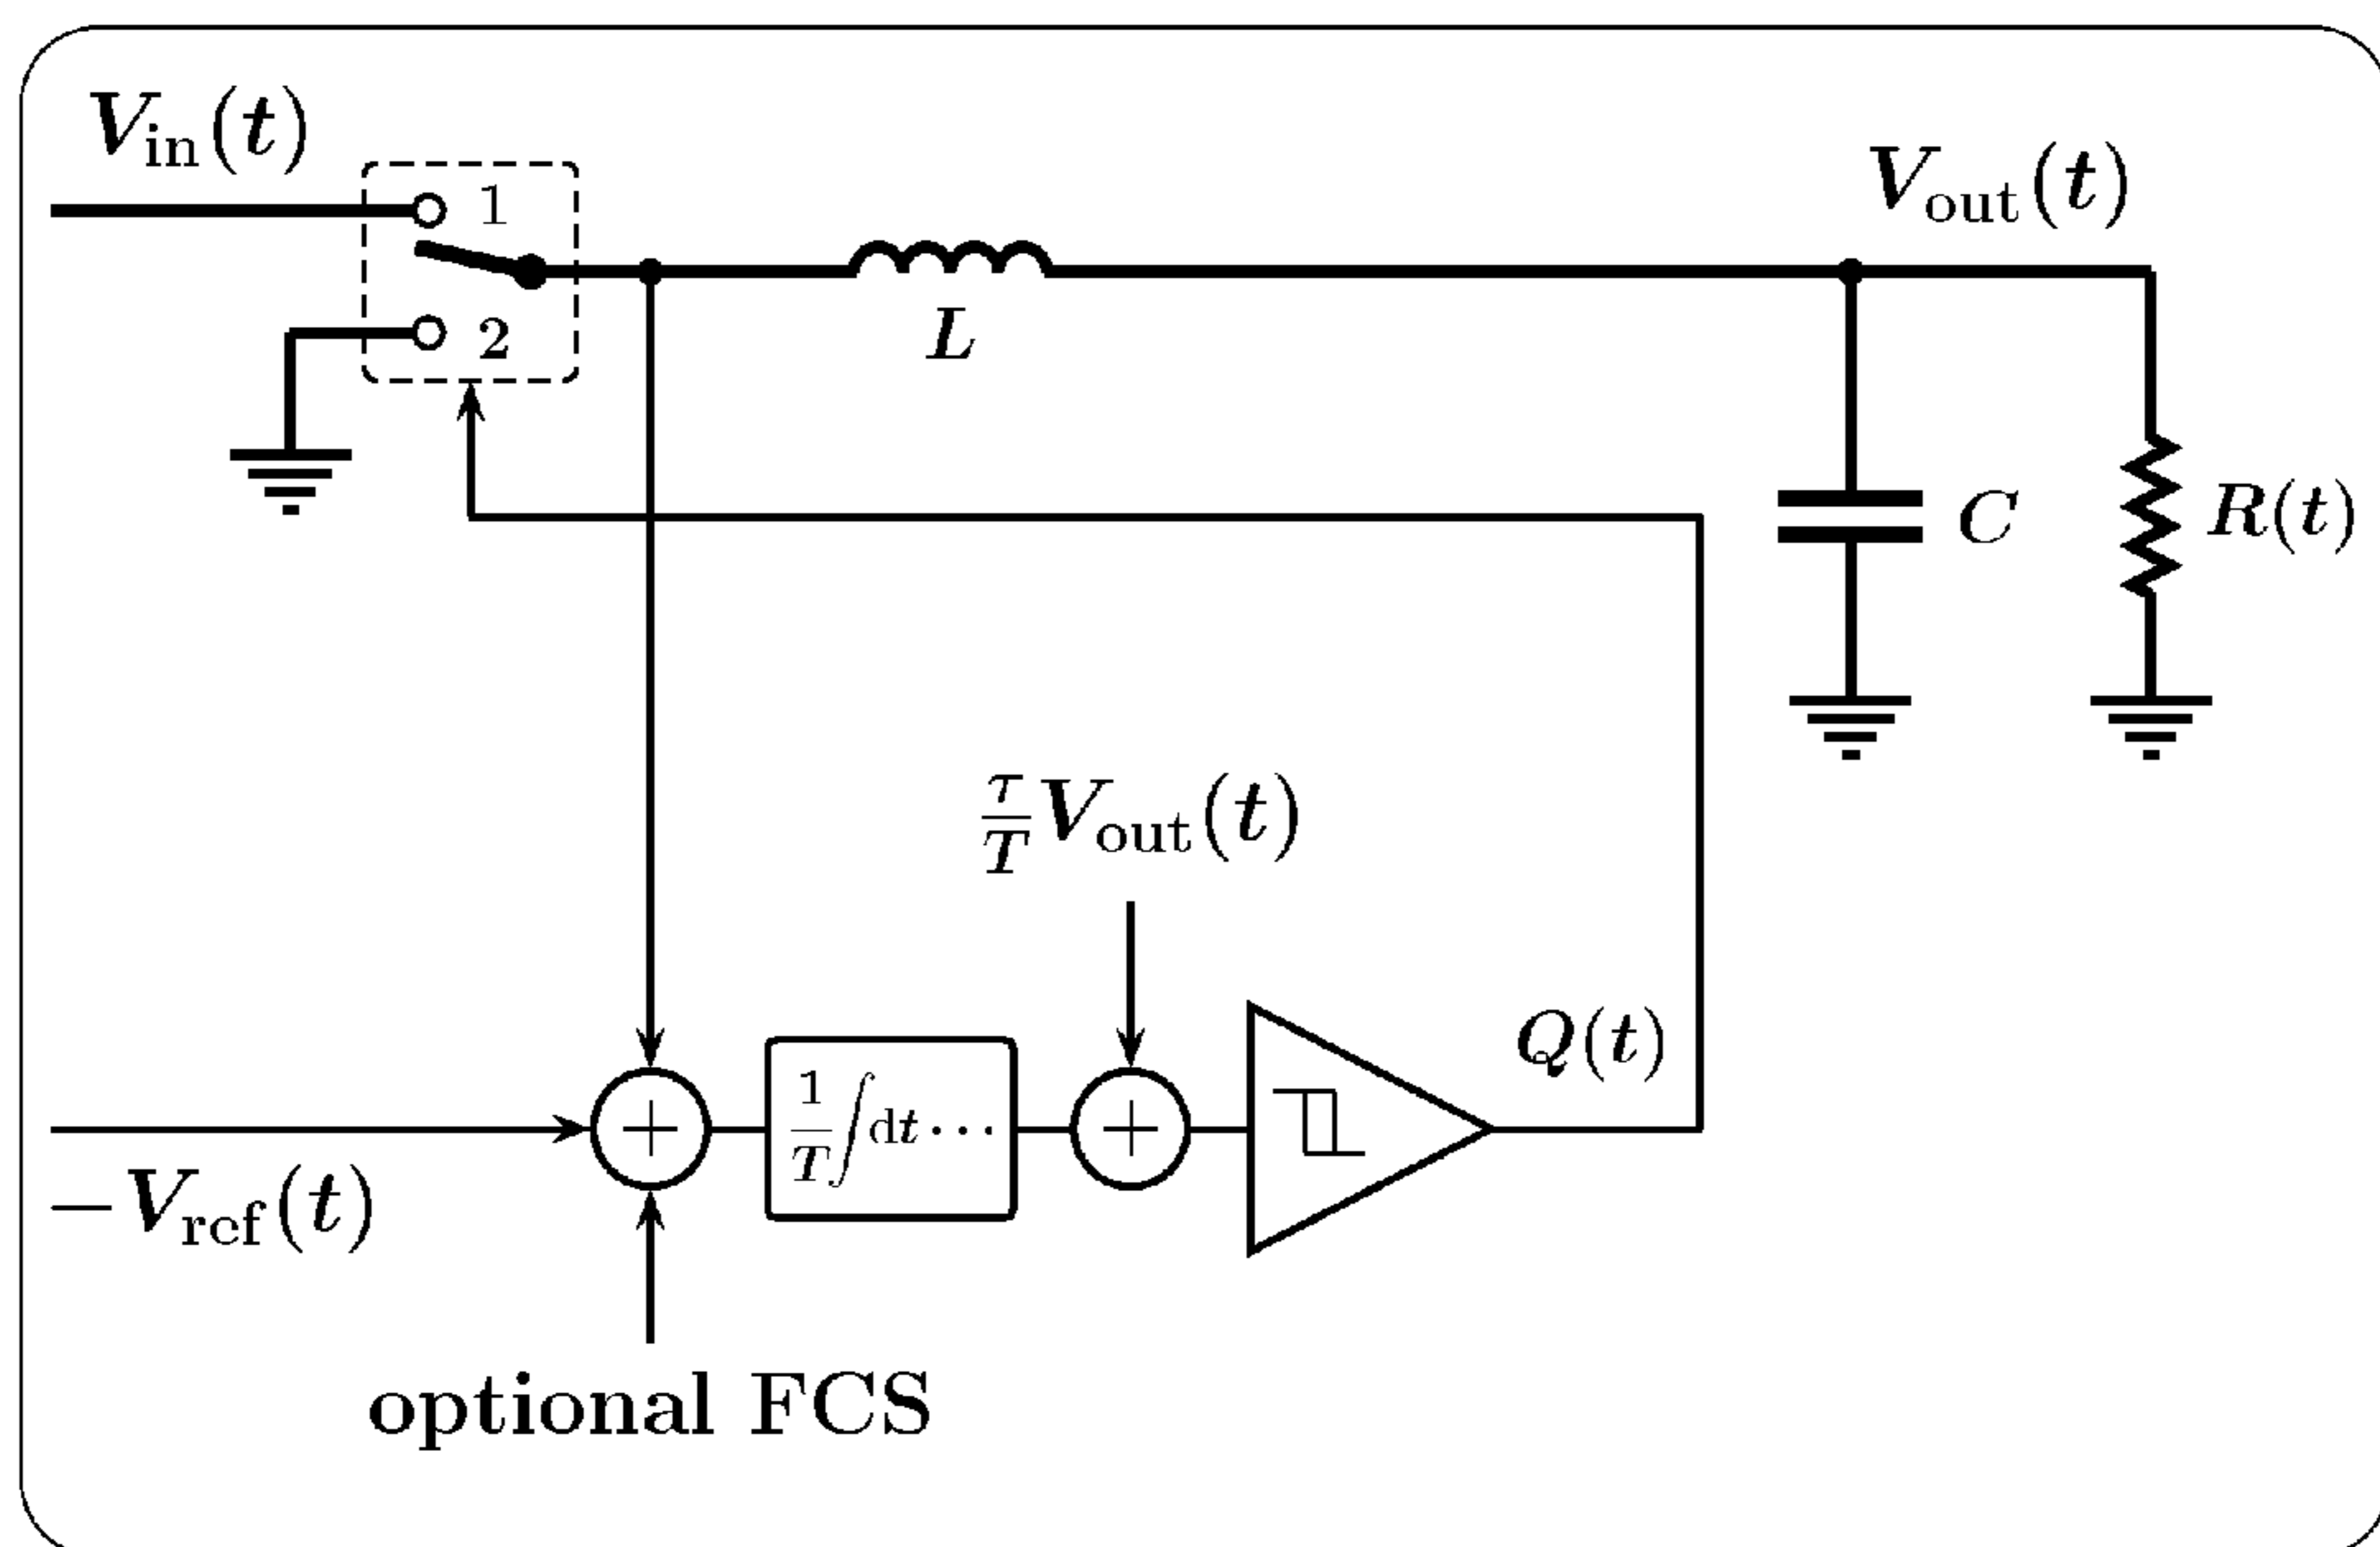 V_in(t)
1
2
L
V_out(t)
C
R(t)
τ/T V_out(t)
Q(t)
1/T ∫dt···
−V_ref(t)
optional FCS